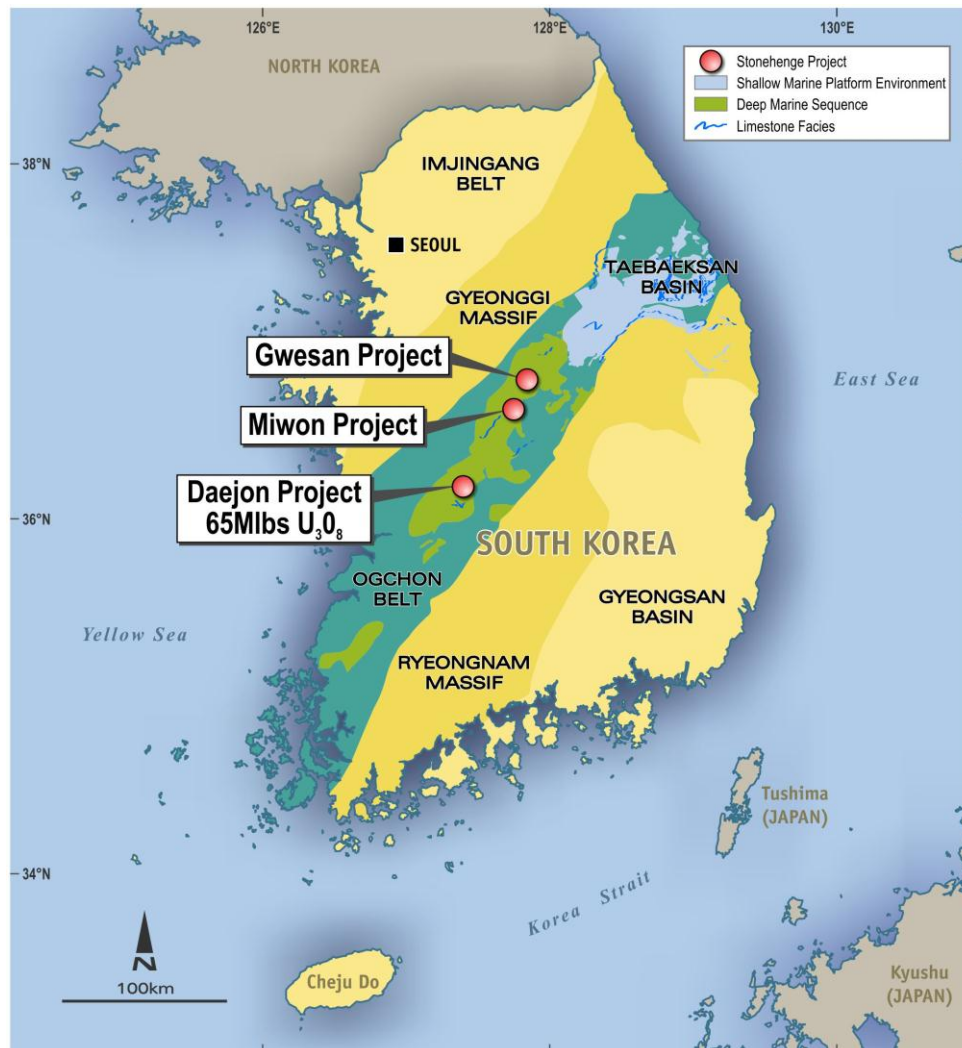 126°E
128°E
130°E
NORTH KOREA
Stonehenge Project
Shallow Marine Platform Environment
Deep Marine Sequence
Limestone Facies
38°N
IMJINGANG
BELT
SEOUL
TAEBAEKSAN
BASIN
GYEONGGI
MASSIF
Gwesan Project
East Sea
Miwon Project
Daejon Project
65Mlbs U₃0₈
36°N
SOUTH KOREA
OGCHON
BELT
GYEONGSAN
BASIN
Yellow Sea
RYEONGNAM
MASSIF
Tushima
(JAPAN)
34°N
Korea Strait
N
100km
Cheju Do
Kyushu
(JAPAN)